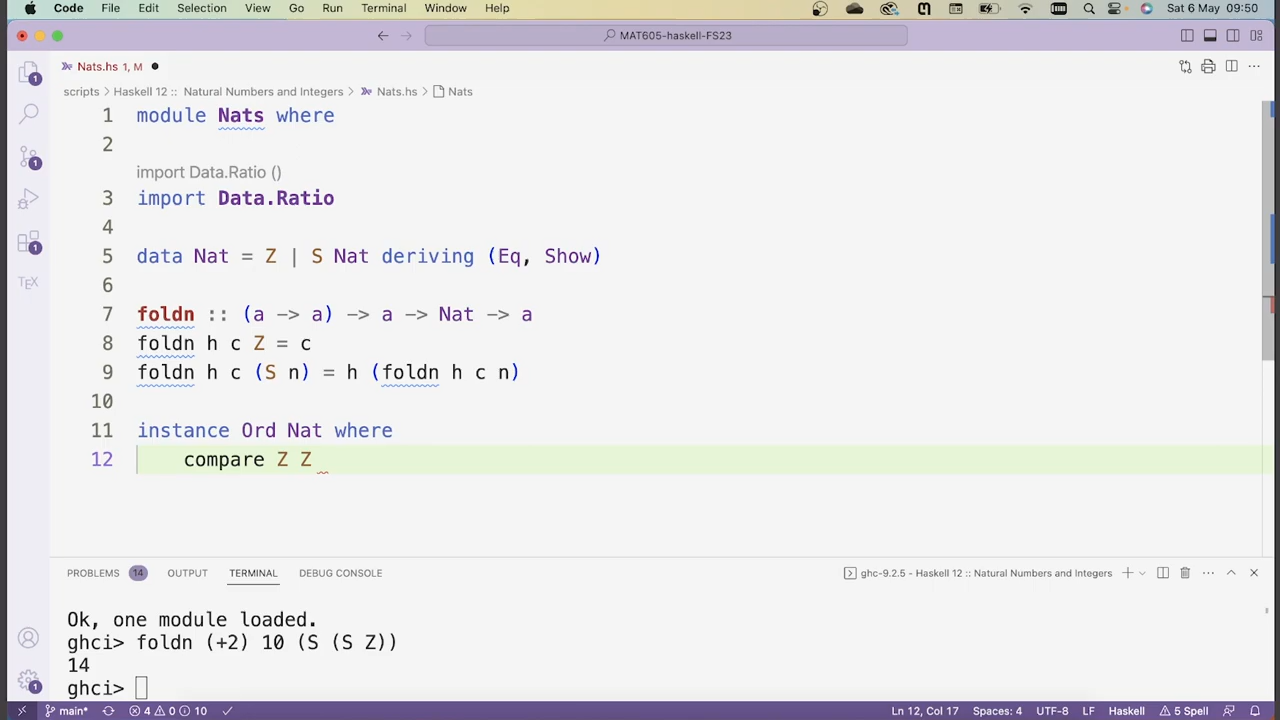 Code File Edit Selection View Go Run Terminal Window Help Sat 6 May 09:50
MAT605-haskell-FS23
Nats.hs 1, M
scripts > Haskell 12 :: Natural Numbers and Integers > Nats.hs > Nats
1 module Nats where
2
import Data.Ratio ()
3 import Data.Ratio
4
5 data Nat = Z | S Nat deriving (Eq, Show)
6
7 foldn :: (a -> a) -> a -> Nat -> a
8 foldn h c Z = c
9 foldn h c (S n) = h (foldn h c n)
10
11 instance Ord Nat where
12 compare Z Z
1
1
1
TEX
1
PROBLEMS 14 OUTPUT TERMINAL DEBUG CONSOLE ghc-9.2.5 - Haskell 12 :: Natural Numbers and Integers
Ok, one module loaded.
ghci> foldn (+2) 10 (S (S Z))
14
ghci>
main* 4 0 10 Ln 12, Col 17 Spaces: 4 UTF-8 LF Haskell 5 Spell